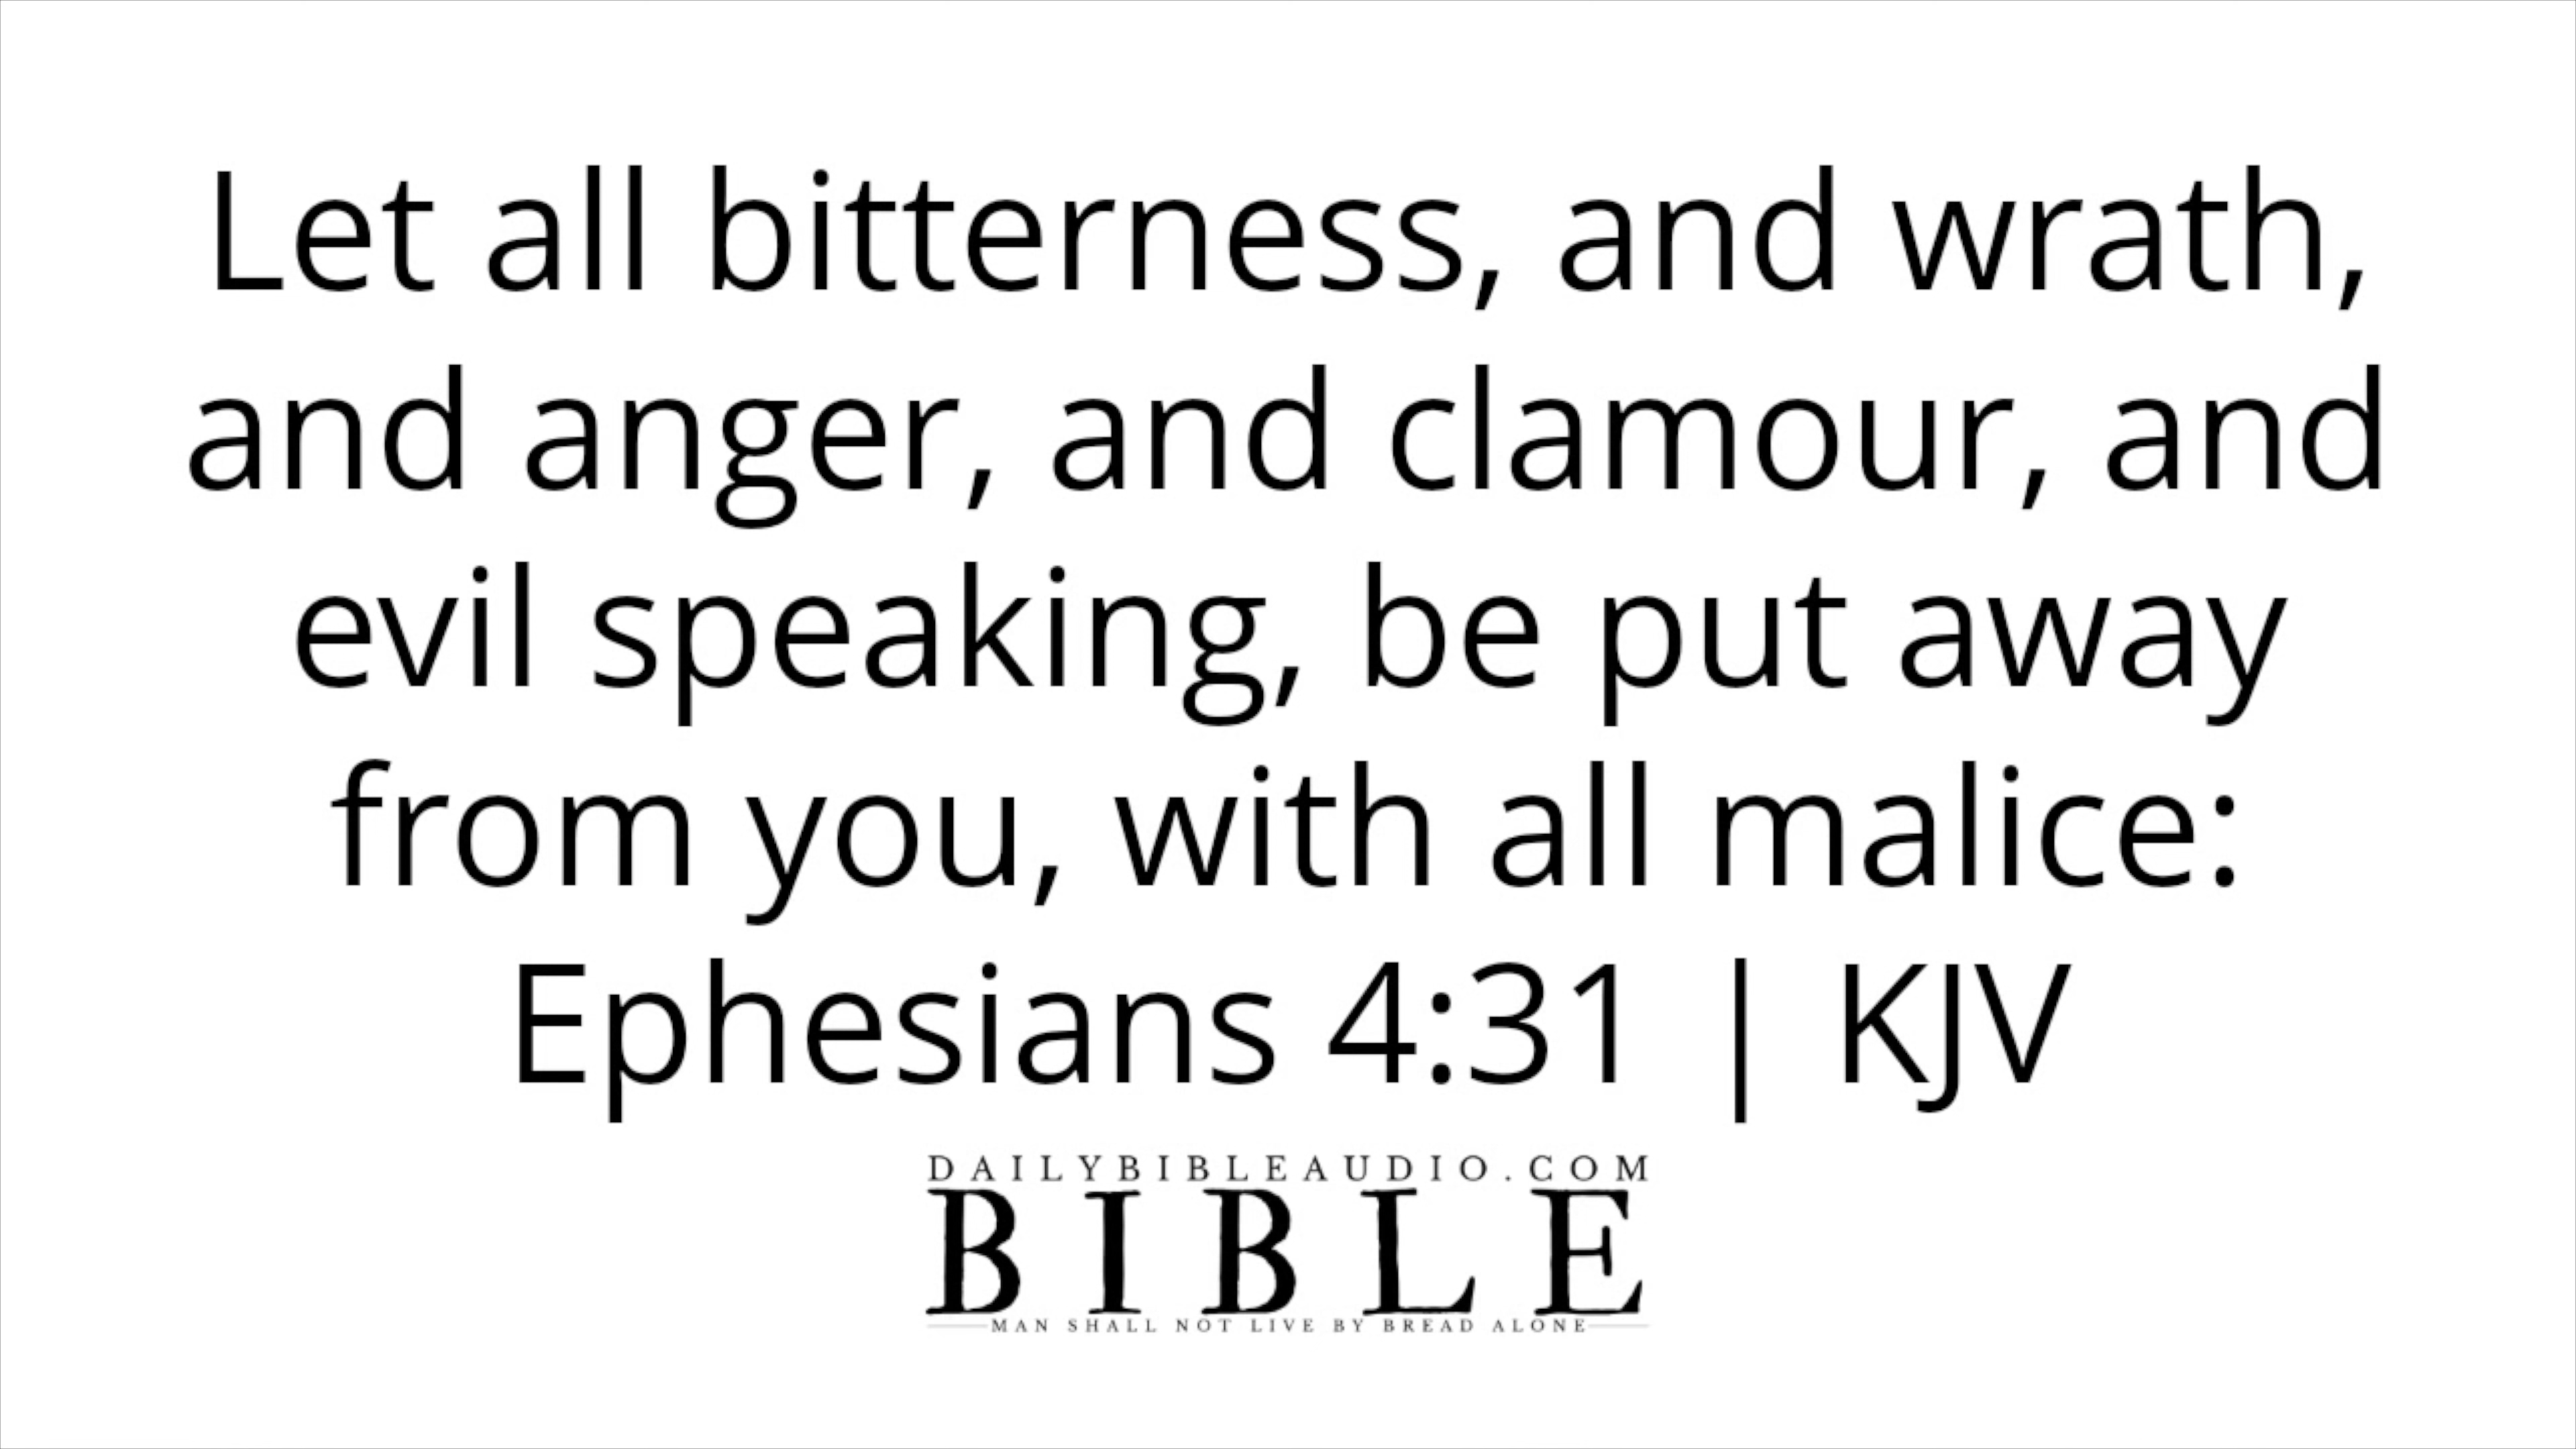 Let all bitterness, and wrath,
and anger, and clamour, and
evil speaking, be put away
from you, with all malice:
Ephesians 4:31 | KJV
DAILYBIBLEAUDIO.COM
BIBLE
MAN SHALL NOT LIVE BY BREAD ALONE